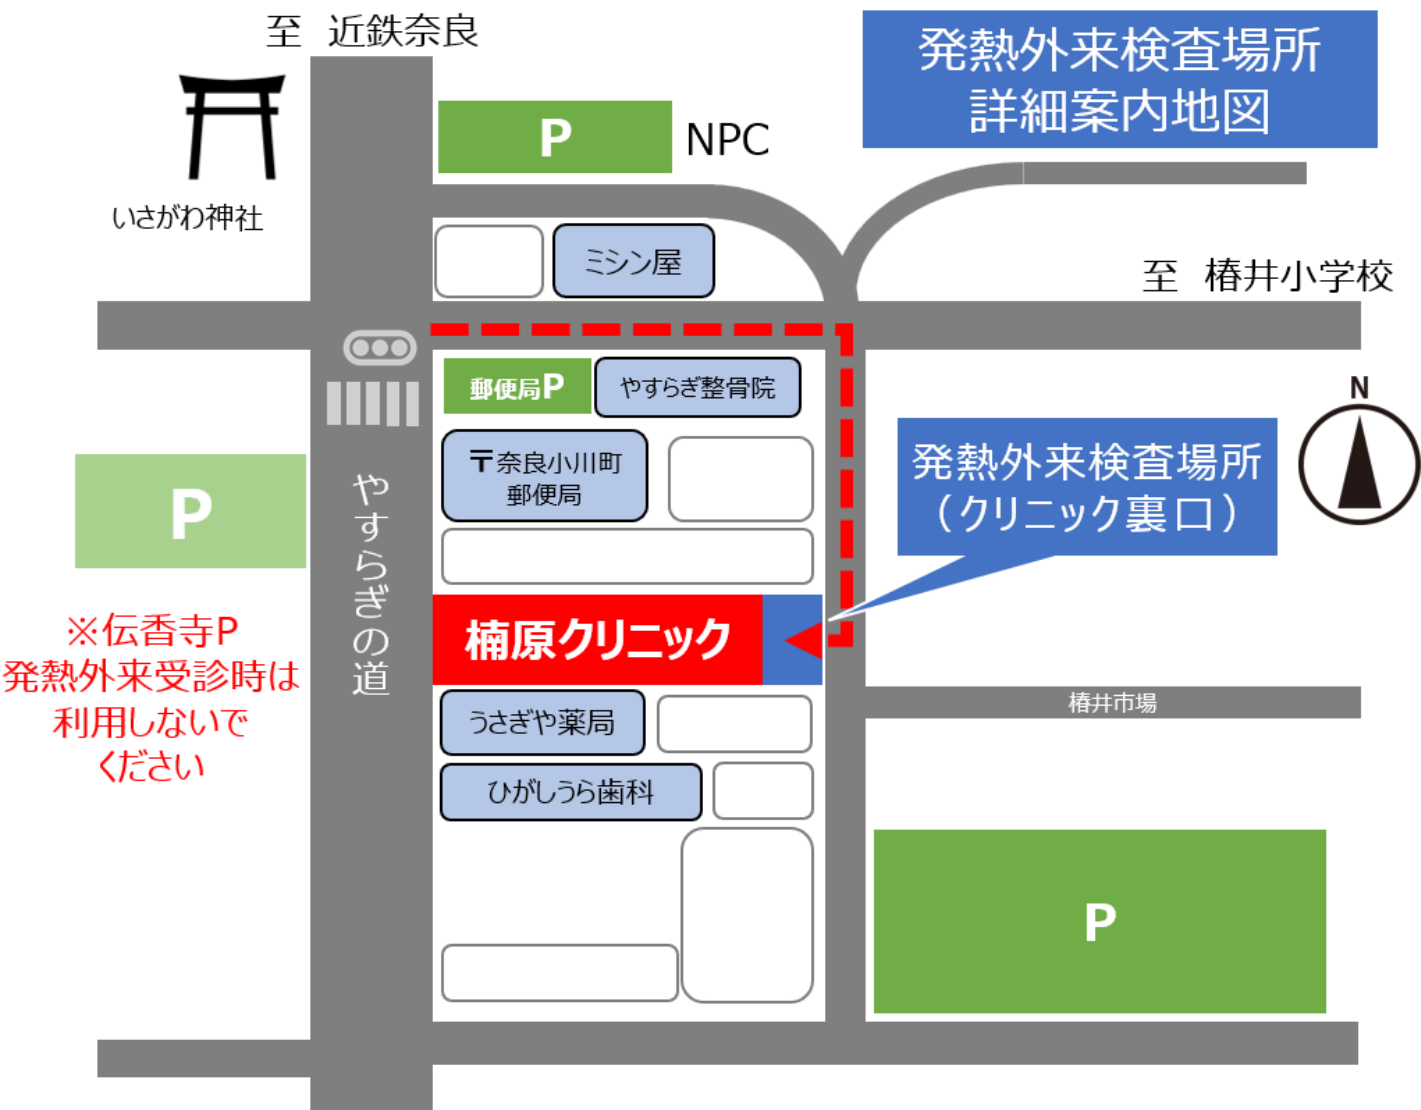 至 近鉄奈良
発熱外来検査場所
詳細案内地図
P
NPC
いさがわ神社
ミシン屋
至 椿井小学校
郵便局P
やすらぎ整骨院
N
〒奈良小川町
郵便局
発熱外来検査場所
（クリニック裏口）
P
やすらぎの道
※伝香寺P
発熱外来受診時は
利用しないで
ください
楠原クリニック
椿井市場
うさぎや薬局
ひがしうら歯科
P